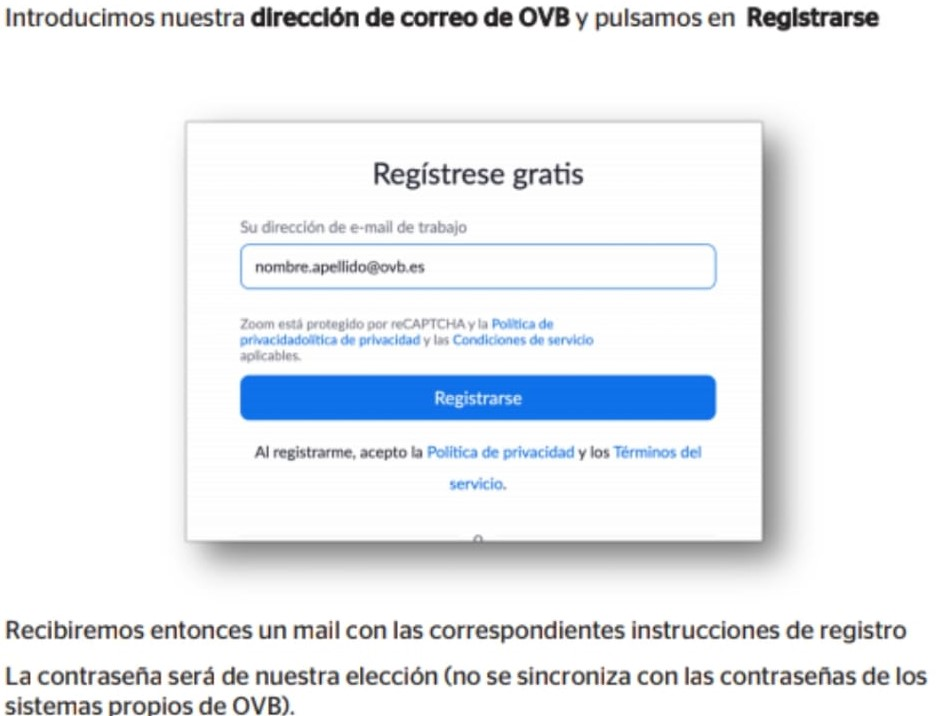 Introducimos nuestra dirección de correo de OVB y pulsamos en Registrarse
Regístrese gratis
Su dirección de e-mail de trabajo
nombre.apellido@ovb.es
Zoom está protegido por reCAPTCHA y la Política de
privacidadolítica de privacidad y las Condiciones de servicio
aplicables.
Registrarse
Al registrarme, acepto la Política de privacidad y los Términos del
servicio.
Recibiremos entonces un mail con las correspondientes instrucciones de registro
La contraseña será de nuestra elección (no se sincroniza con las contraseñas de los
sistemas propios de OVB).